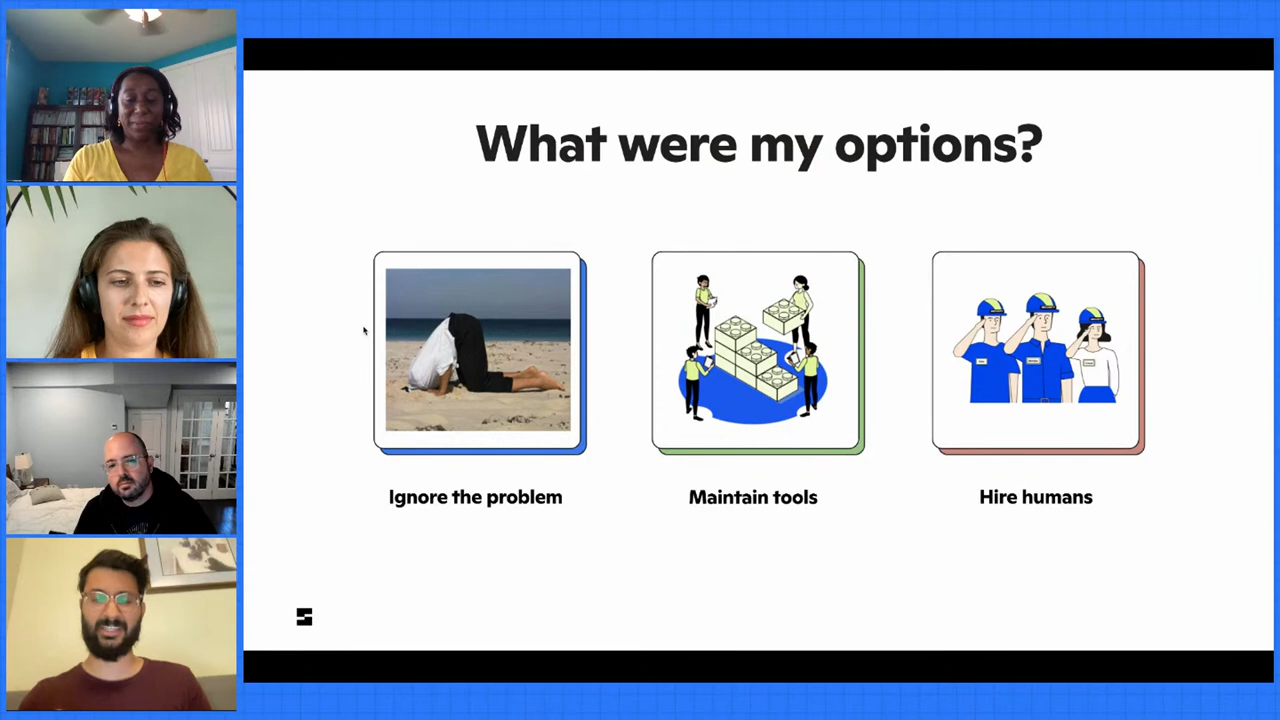 What were my options?
Ignore the problem
Maintain tools
Hire humans